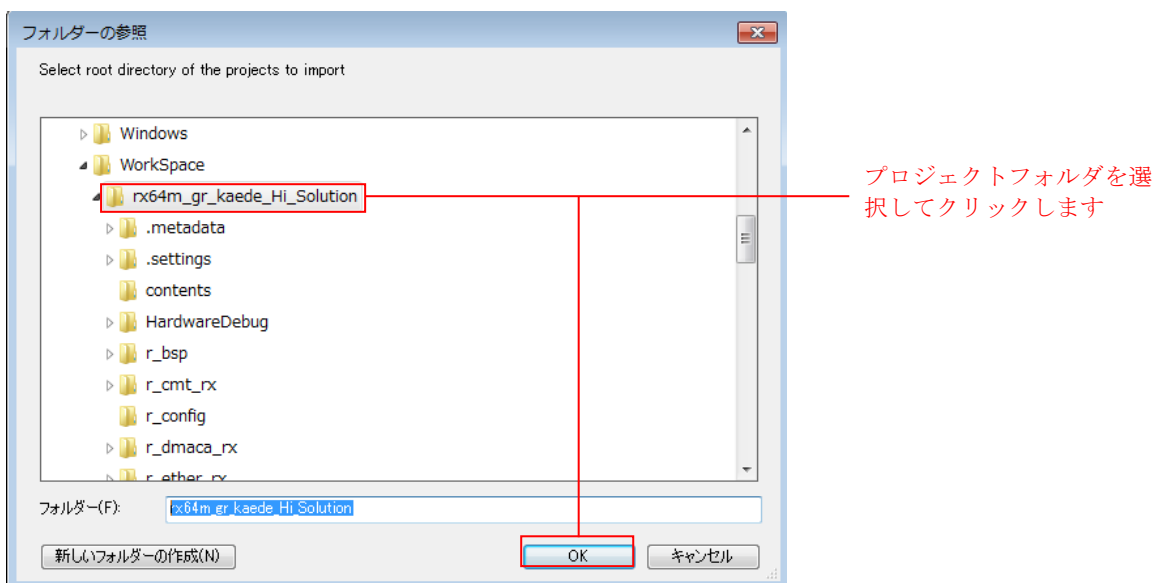 フォルダーの参照
Select root directory of the projects to import
Windows
WorkSpace
rx64m_gr_kaede_Hi_Solution
.metadata
.settings
contents
HardwareDebug
r_bsp
r_cmt_rx
r_config
r_dmaca_rx
r_ether_rx
プロジェクトフォルダを選
択してクリックします
フォルダー(F):
rx64m_gr_kaede_Hi_Solution
新しいフォルダーの作成(N)
OK
キャンセル